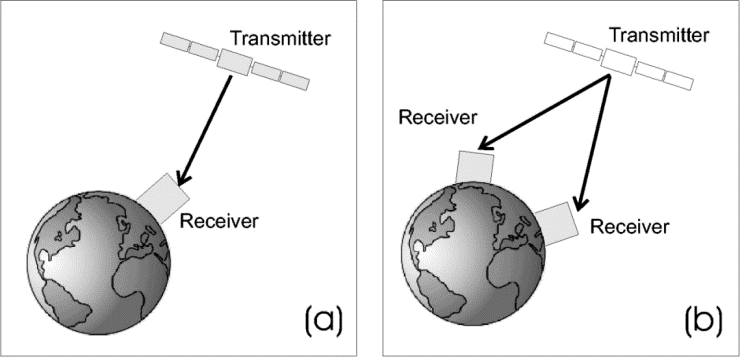 Transmitter
Receiver
(a)
Transmitter
Receiver
Receiver
(b)